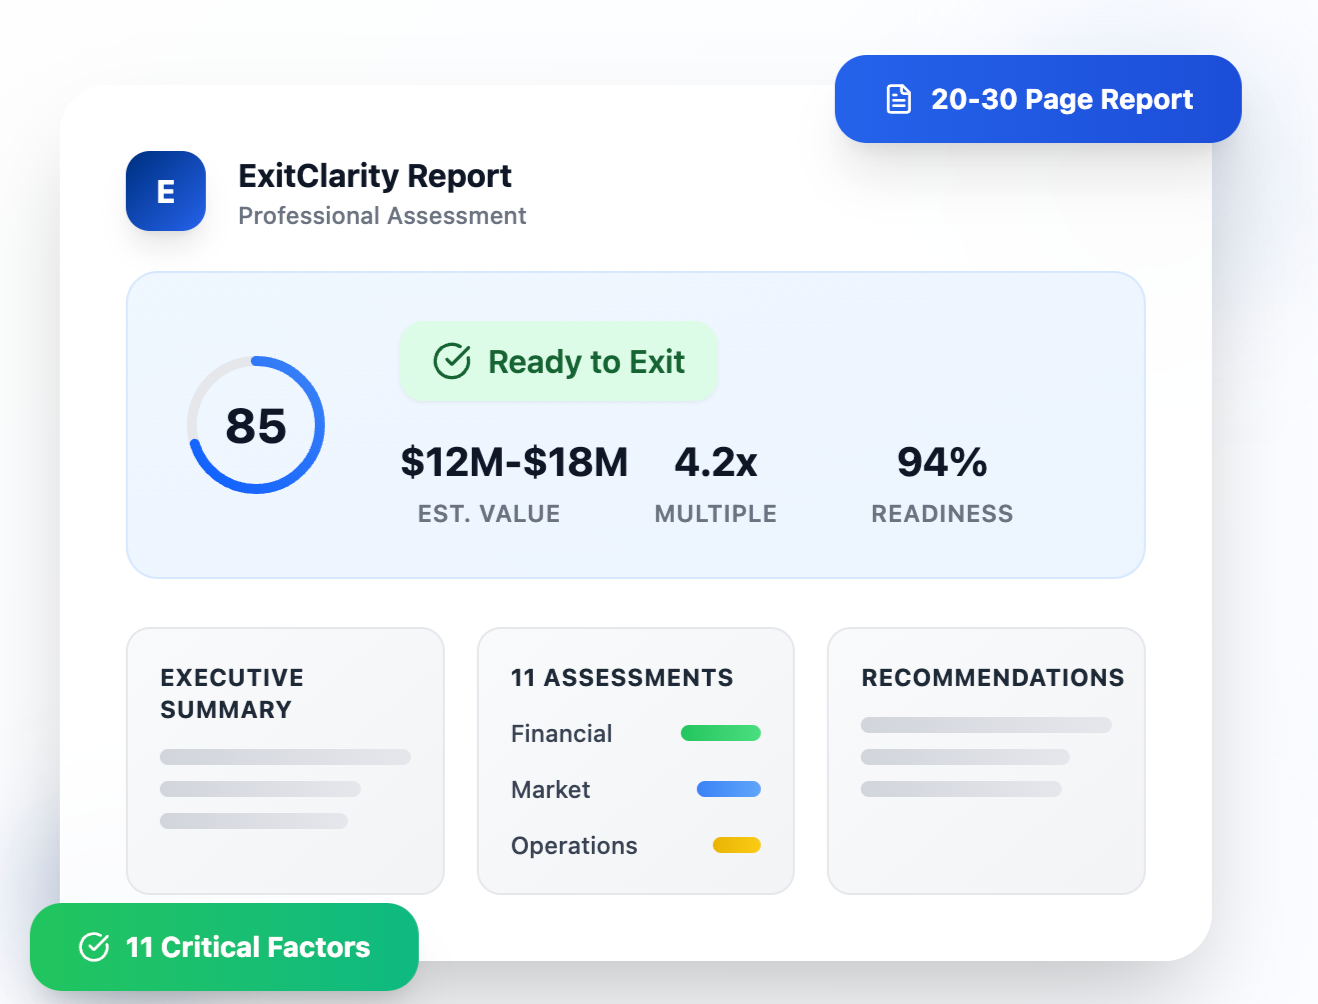 20-30 Page Report
E
ExitClarity Report
Professional Assessment
85
Ready to Exit
$12M-$18M 4.2x 94%
EST. VALUE MULTIPLE READINESS
EXECUTIVE
SUMMARY
11 ASSESSMENTS
Financial
Market
Operations
RECOMMENDATIONS
11 Critical Factors